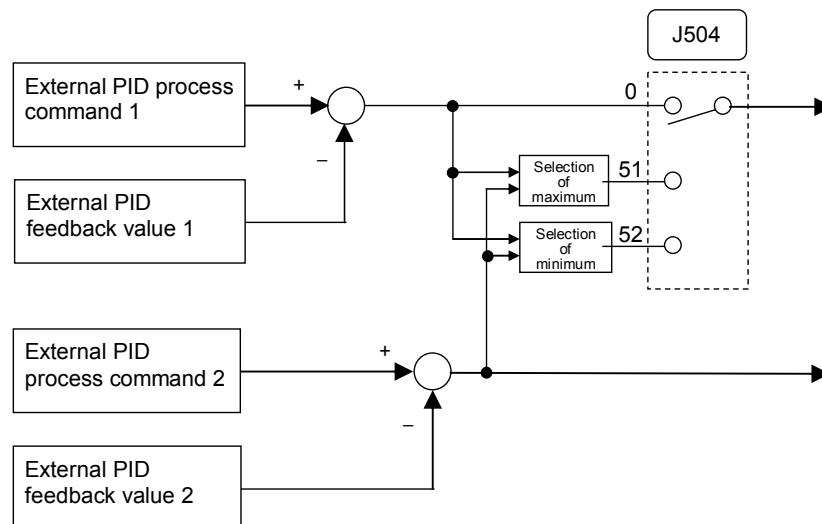 J504
External PID process
command 1
+
–
0
External PID
feedback value 1
Selection
of
maximum
51
Selection
of
minimum
52
External PID
process command 2
+
–
External PID
feedback value 2